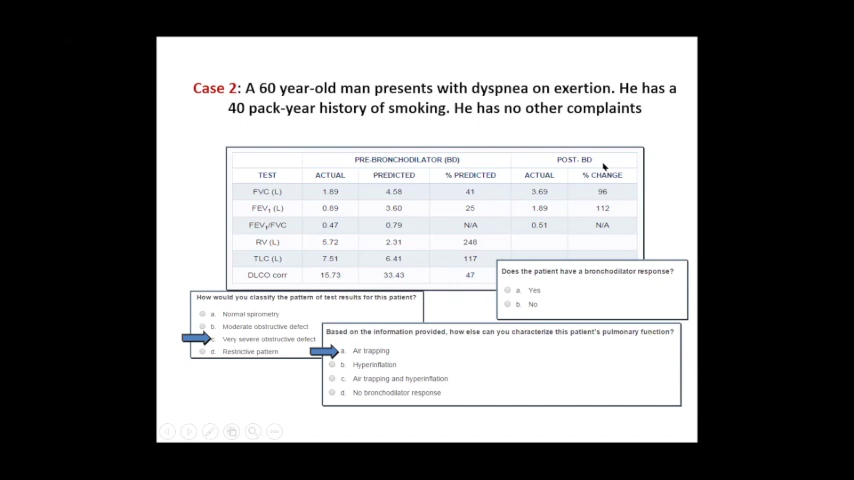 Case 2: A 60 year-old man presents with dyspnea on exertion. He has a
40 pack-year history of smoking. He has no other complaints
PRE-BRONCHODILATOR (BD) POST- BD
TEST ACTUAL PREDICTED % PREDICTED ACTUAL % CHANGE
FVC (L) 1.89 4.58 41 3.69 96
FEV1 (L) 0.89 3.60 25 1.89 112
FEV1/FVC 0.47 0.79 N/A 0.51 N/A
RV (L) 5.72 2.31 248
TLC (L) 7.51 6.41 117
DLCO corr 15.73 33.43 47
Does the patient have a bronchodilator response?
a. Yes
b. No
How would you classify the pattern of test results for this patient?
a. Normal spirometry
b. Moderate obstructive defect
c. Very severe obstructive defect
d. Restrictive pattern
Based on the information provided, how else can you characterize this patient's pulmonary function?
a. Air trapping
b. Hyperinflation
c. Air trapping and hyperinflation
d. No bronchodilator response